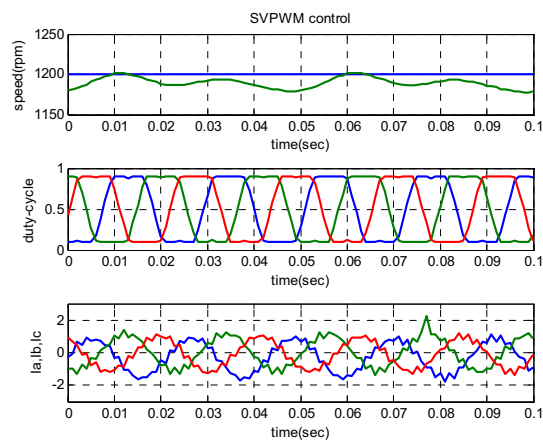 SVPWM control
1250
1200
1150
speed(rpm)
0 0.01 0.02 0.03 0.04 0.05 0.06 0.07 0.08 0.09 0.1
time(sec)
1
0.5
0
duty-cycle
0 0.01 0.02 0.03 0.04 0.05 0.06 0.07 0.08 0.09 0.1
time(sec)
2
0
-2
Ia,Ib,Ic
0 0.01 0.02 0.03 0.04 0.05 0.06 0.07 0.08 0.09 0.1
time(sec)